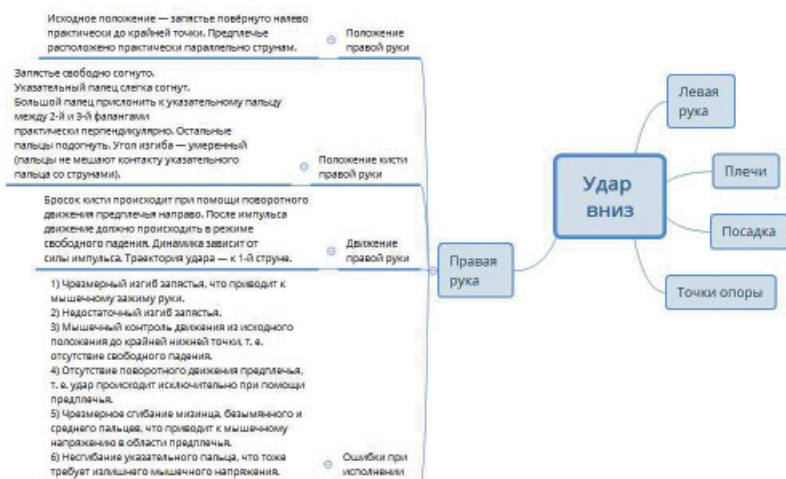 Исходное положение — запястье повёрнуто налево
практически до крайней точки. Предплечье
расположено практически параллельно струнам.
Положение
правой руки
Запястье свободно согнуто.
Указательный палец слегка согнут.
Большой палец прислонить к указательному пальцу
между 2-й и 3-й фалангами
практически перпендикулярно. Остальные
пальцы подогнуть. Угол изгиба — умеренный
(пальцы не мешают контакту указательного
пальца со струнами).
Положение кисти
правой руки
Бросок кисти происходит при помощи поворотного
движения предплечья направо. После импульса
движение должно происходить в режиме
свободного падения. Динамика зависит от
силы импульса. Траектория удара — к 1-й струне.
Движение
правой руки
1) Чрезмерный изгиб запястья, что приводит к
мышечному зажиму руки.
2) Недостаточный изгиб запястья.
3) Мышечный контроль движения из исходного
положения до крайней нижней точки, т. е.
отсутствие свободного падения.
4) Отсутствие поворотного движения предплечья,
т. е. удар происходит исключительно при помощи
предплечья.
5) Чрезмерное сгибание мизинца, безымянного и
среднего пальцев, что приводит к мышечному
напряжению в области предплечья.
6) Несгибание указательного пальца, что тоже
требует излишнего мышечного напряжения.
Ошибки при
исполнении
Правая
рука
Удар
вниз
Левая
рука
Плечи
Посадка
Точки опоры